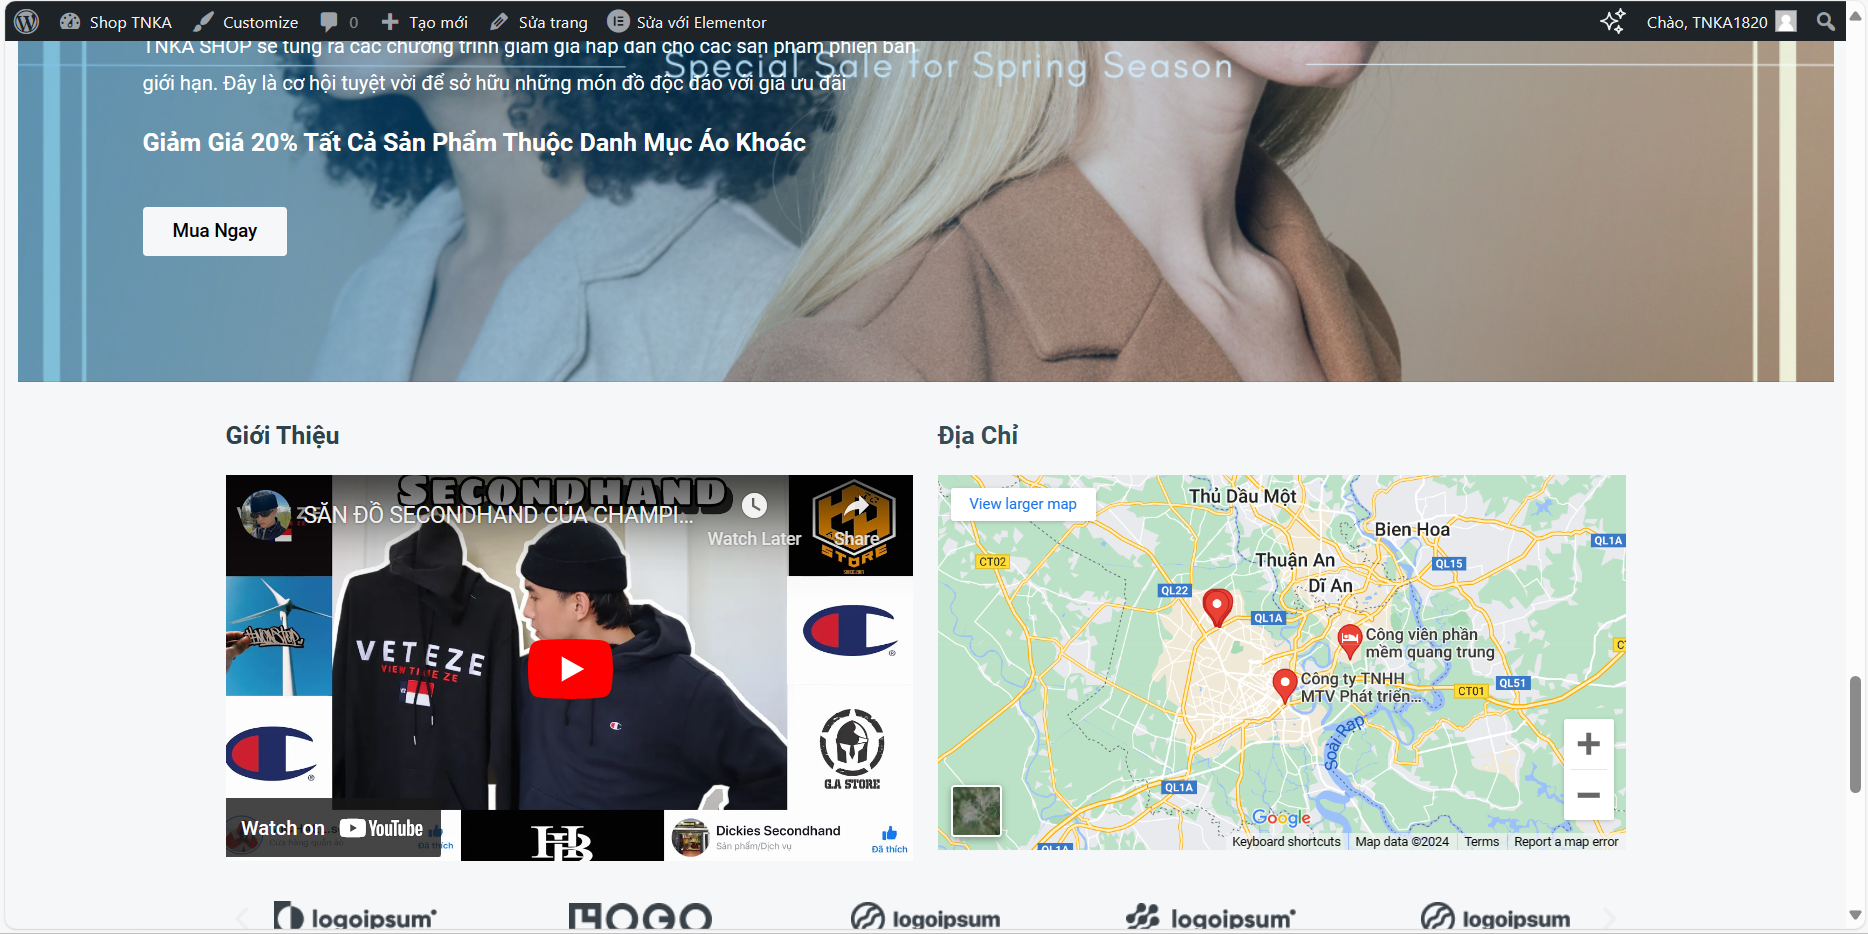 Shop TNKA Customize 0 Tạo mới Sửa trang Sửa với Elementor Chào, TNKA1820
TNKA SHOP sẽ tung ra các chương trình giảm giá hấp dẫn cho các sản phẩm phiên bản
Special Sale for Spring Season
giới hạn. Đây là cơ hội tuyệt vời để sở hữu những món đồ độc đáo với giá ưu đãi
Giảm Giá 20% Tất Cả Sản Phẩm Thuộc Danh Mục Áo Khoác
Mua Ngay
Giới Thiệu
SECONDHAND
SĂN ĐỒ SECONDHAND CỦA CHAMPI...
Watch Later
Share
STORE
VETEZE
G.A STORE
Watch on YouTube
Đã thích
HB
Dickies Secondhand
Sản phẩm/Dịch vụ
Đã thích
Địa Chỉ
View larger map
Thủ Dầu Một
Bien Hoa
QL1A
CT02
Thuận An
QL15
Dĩ An
QL22
QL1A
Công viên phần
mềm quang trung
Công ty TNHH
MTV Phát triển...
CT01
QL51
Soài Rạp
QL1A
Google
QL1A
Keyboard shortcuts Map data ©2024 Terms Report a map error
logoipsum logoipsum logoipsum logoipsum